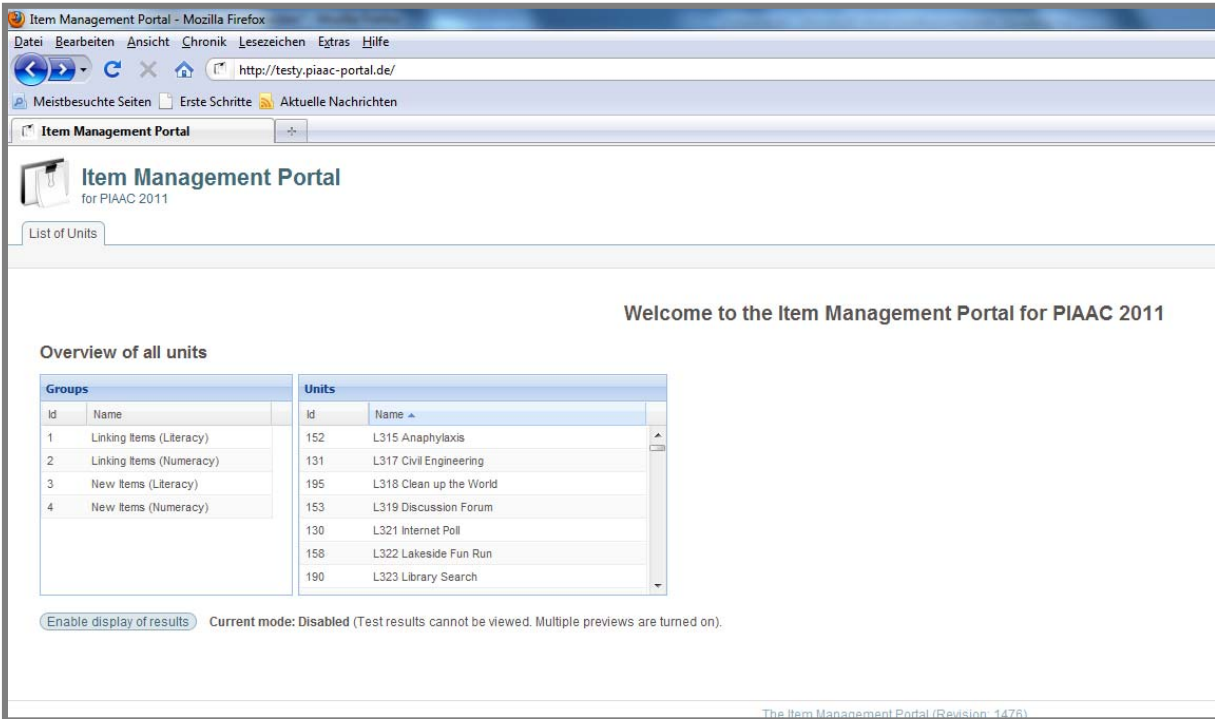 Item Management Portal - Mozilla Firefox
Datei Bearbeiten Ansicht Chronik Lesezeichen Extras Hilfe
http://testy.piaac-portal.de/
Meistbesuchte Seiten Erste Schritte Aktuelle Nachrichten
Item Management Portal
Item Management Portal
for PIAAC 2011
List of Units
Welcome to the Item Management Portal for PIAAC 2011
Overview of all units
Groups Units
Id Name Id Name
1 Linking Items (Literacy) 152 L315 Anaphylaxis
2 Linking Items (Numeracy) 131 L317 Civil Engineering
3 New Items (Literacy) 195 L318 Clean up the World
4 New Items (Numeracy) 153 L319 Discussion Forum
130 L321 Internet Poll
158 L322 Lakeside Fun Run
190 L323 Library Search
Enable display of results Current mode: Disabled (Test results cannot be viewed. Multiple previews are turned on).
The Item Management Portal (Revision: 1476)